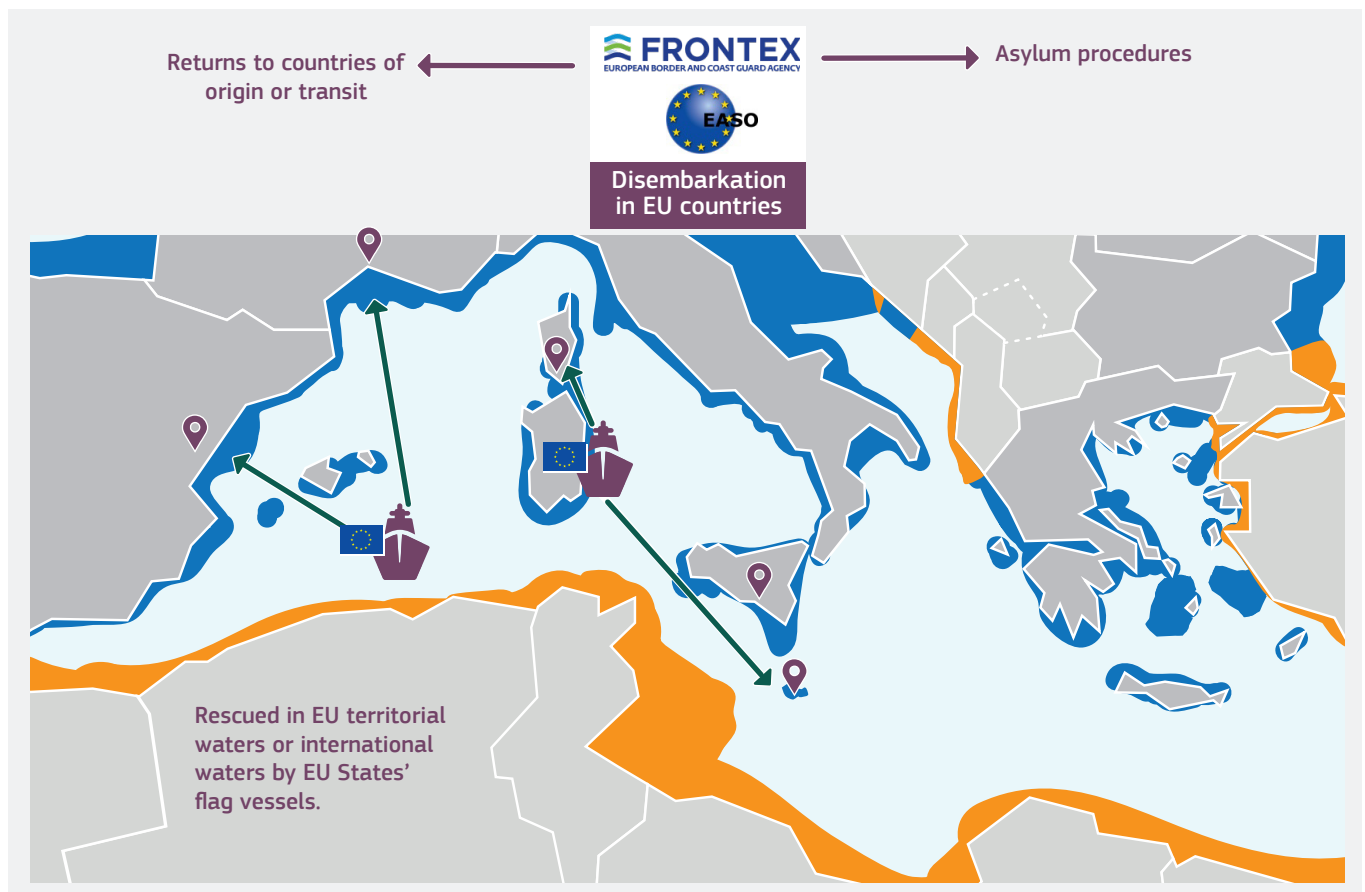 Returns to countries of
origin or transit
FRONTEX
EUROPEAN BORDER AND COAST GUARD AGENCY
EASO
Disembarkation
in EU countries
Asylum procedures
Rescued in EU territorial
waters or international
waters by EU States’
flag vessels.